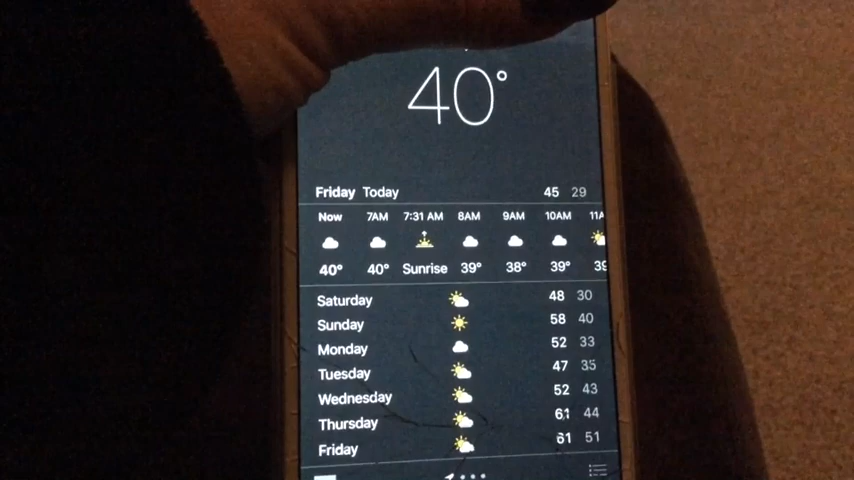 40°
Friday Today 45 29
Now 7AM 7:31 AM 8AM 9AM 10AM 11A
40° 40° Sunrise 39° 38° 39° 39
Saturday 48 30
Sunday 58 40
Monday 52 33
Tuesday 47 35
Wednesday 52 43
Thursday 61 44
Friday 61 51